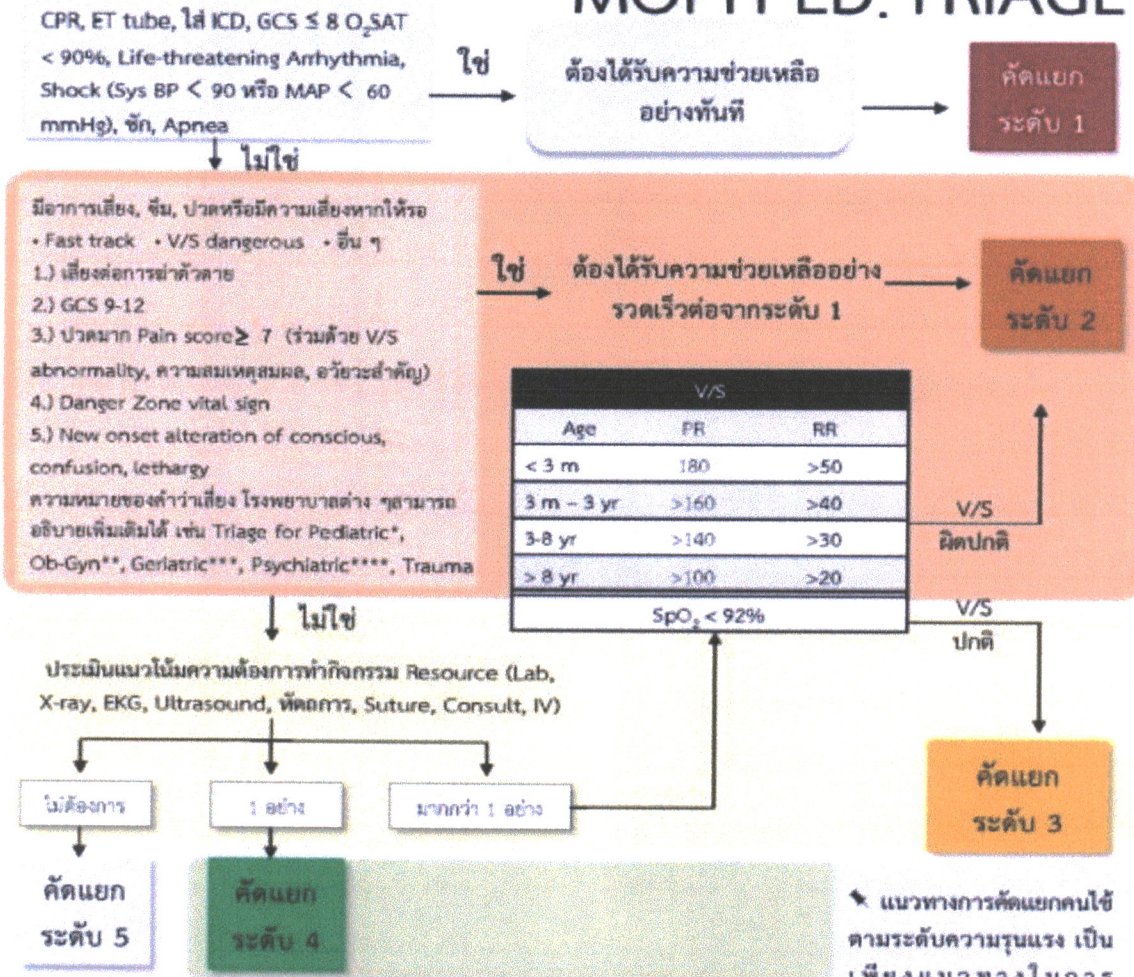 MOPH ED. TRIAGE
CPR, ET tube, ใส่ ICD, GCS ≤ 8 O₂SAT
< 90%, Life-threatening Arrhythmia,
Shock (Sys BP < 90 หรือ MAP < 60
mmHg), ชัก, Apnea
ใช่
ต้องได้รับความช่วยเหลือ
อย่างทันที
คัดแยก
ระดับ 1
ไม่ใช่
มีอาการเสี่ยง, ซึม, ปวดหรือมีความเสี่ยงหากให้รอ
• Fast track • V/S dangerous • อื่น ๆ
1.) เสี่ยงต่อการฆ่าตัวตาย
2.) GCS 9-12
3.) ปวดมาก Pain score≥ 7 (ร่วมด้วย V/S
abnormality, ความสมเหตุสมผล, อวัยวะสำคัญ)
4.) Danger Zone vital sign
5.) New onset alteration of conscious,
confusion, lethargy
ความหมายของคำว่าเสี่ยง โรงพยาบาลต่าง ๆสามารถ
อธิบายเพิ่มเติมได้ เช่น Triage for Pediatric*,
Ob-Gyn**, Geriatric***, Psychiatric****, Trauma
ใช่
ต้องได้รับความช่วยเหลืออย่าง
รวดเร็วต่อจากระดับ 1
คัดแยก
ระดับ 2
V/S
Age PR RR
< 3 m 180 >50
3 m – 3 yr >160 >40
3-8 yr >140 >30
> 8 yr >100 >20
SpO₂ < 92%
V/S
ผิดปกติ
V/S
ปกติ
ไม่ใช่
ประเมินแนวโน้มความต้องการทำกิจกรรม Resource (Lab,
X-ray, EKG, Ultrasound, หัตถการ, Suture, Consult, IV)
ไม่ต้องการ
1 อย่าง
มากกว่า 1 อย่าง
คัดแยก
ระดับ 3
คัดแยก
ระดับ 5
คัดแยก
ระดับ 4
แนวทางการคัดแยกคนไข้
ตามระดับความรุนแรง เป็น
เพียงแนวทางในการ